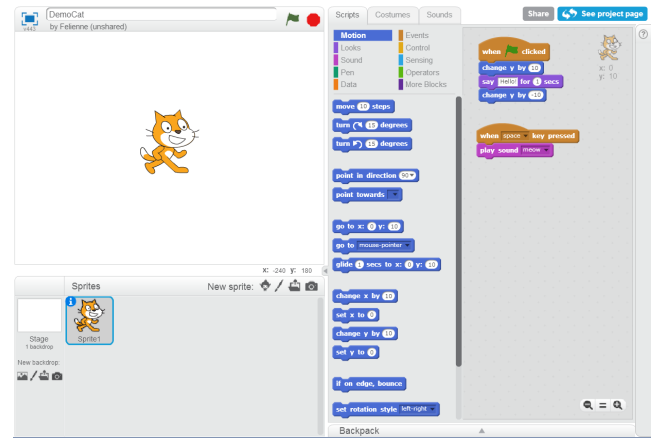 DemoCat
by Felienne (unshared)
v443
Scripts
Costumes
Sounds
Share
See project page
?
Motion
Looks
Sound
Pen
Data
Events
Control
Sensing
Operators
More Blocks
move 10 steps
turn 15 degrees
turn 15 degrees
point in direction 90
point towards
go to x: 0 y: 10
go to mouse-pointer
glide 1 secs to x: 0 y: 10
change x by 10
set x to 0
change y by 10
set y to 0
if on edge, bounce
set rotation style left-right
when clicked
change y by 10
say Hello! for 1 secs
change y by -10
x: 0
y: 10
when space key pressed
play sound meow
X: -240 y: 180
Sprites
New sprite:
Stage
1 backdrop
New backdrop:
i
Sprite1
Backpack